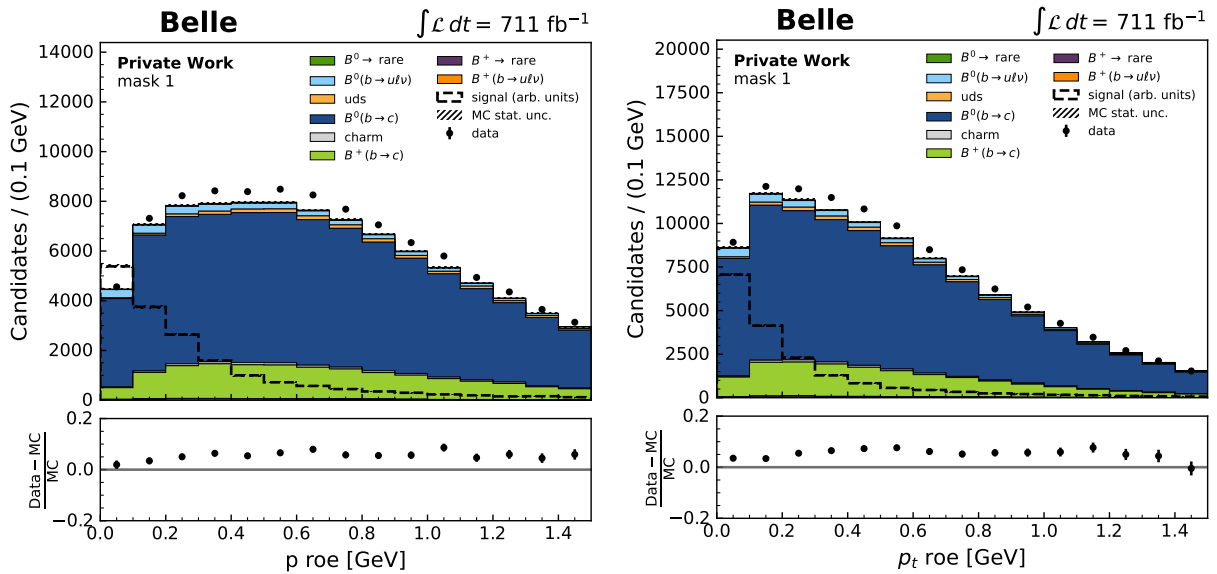 Belle
∫ℒ dt = 711 fb⁻¹
Private Work
mask 1
B⁰ → rare
B⁰(b→uℓν)
uds
B⁰(b→c)
charm
B⁺(b→c)
B⁺ → rare
B⁺(b→uℓν)
signal (arb. units)
MC stat. unc.
data
Candidates / (0.1 GeV)
14000
12000
10000
8000
6000
4000
2000
0
Data − MC
MC
0.2
0.0
−0.2
0.0 0.2 0.4 0.6 0.8 1.0 1.2 1.4
p roe [GeV]
Belle
∫ℒ dt = 711 fb⁻¹
Private Work
mask 1
B⁰ → rare
B⁰(b→uℓν)
uds
B⁰(b→c)
charm
B⁺(b→c)
B⁺ → rare
B⁺(b→uℓν)
signal (arb. units)
MC stat. unc.
data
Candidates / (0.1 GeV)
20000
17500
15000
12500
10000
7500
5000
2500
0
Data − MC
MC
0.2
0.0
−0.2
0.0 0.2 0.4 0.6 0.8 1.0 1.2 1.4
pₜ roe [GeV]